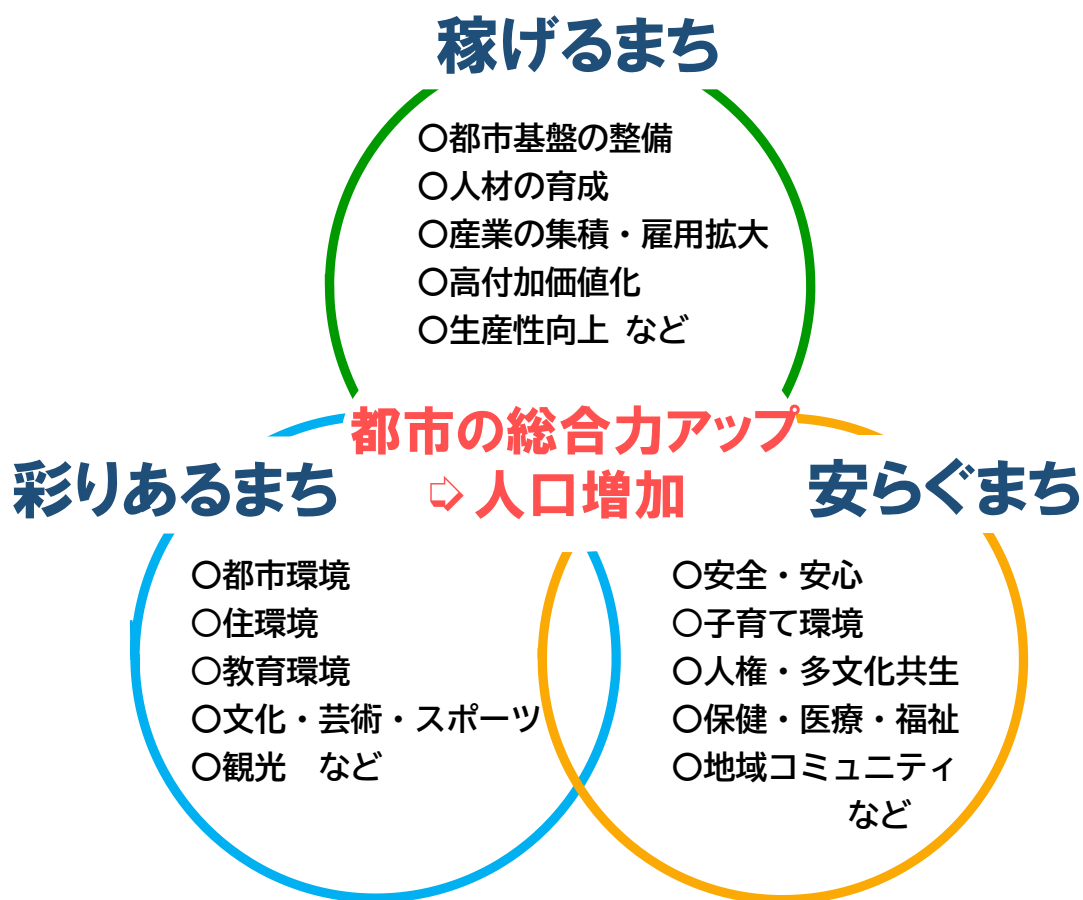 稼げるまち
〇都市基盤の整備
〇人材の育成
〇産業の集積・雇用拡大
〇高付加価値化
〇生産性向上 など
都市の総合力アップ
➪人口増加
彩りあるまち
〇都市環境
〇住環境
〇教育環境
〇文化・芸術・スポーツ
〇観光　など
安らぐまち
〇安全・安心
〇子育て環境
〇人権・多文化共生
〇保健・医療・福祉
〇地域コミュニティ
など